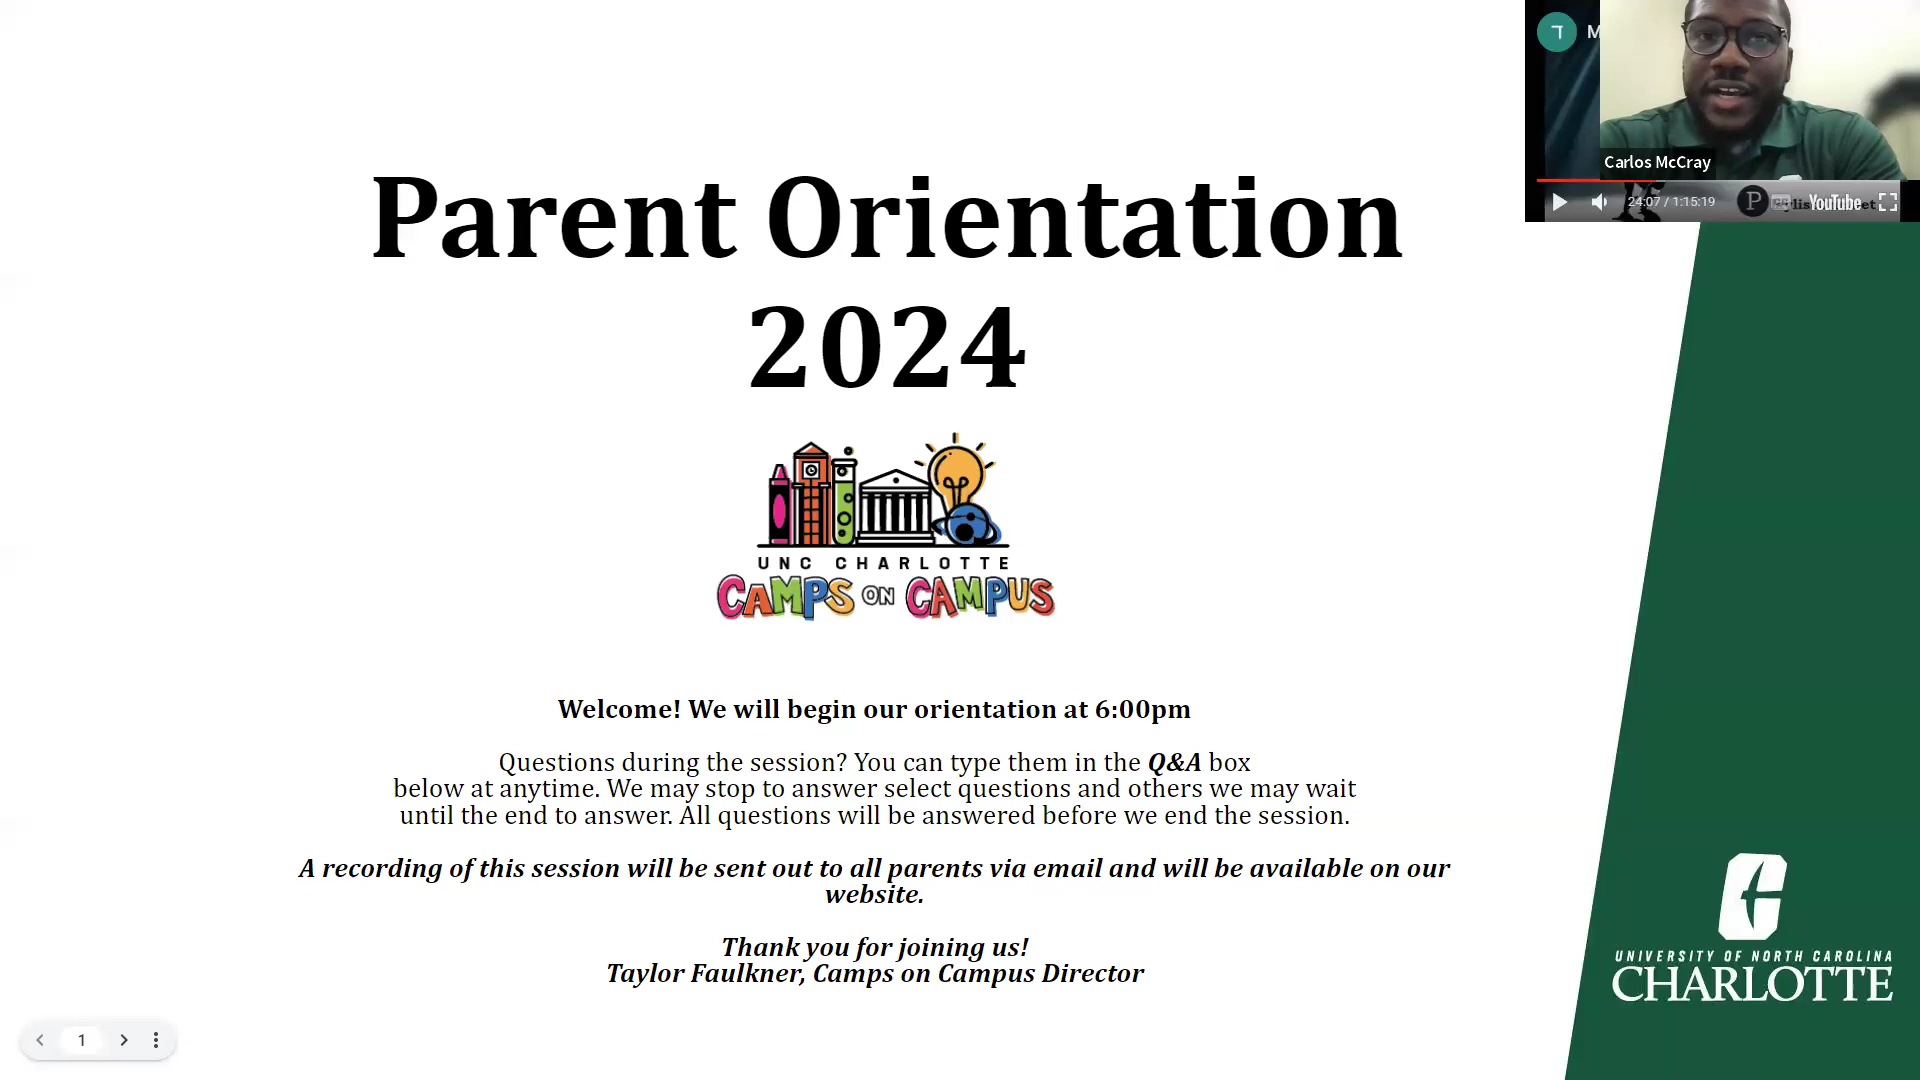 Parent Orientation
2024
UNC CHARLOTTE
CAMPS ON CAMPUS
Welcome! We will begin our orientation at 6:00pm
Questions during the session? You can type them in the Q&A box
below at anytime. We may stop to answer select questions and others we may wait
until the end to answer. All questions will be answered before we end the session.
A recording of this session will be sent out to all parents via email and will be available on our
website.
Thank you for joining us!
Taylor Faulkner, Camps on Campus Director
1
M
Carlos McCray
24:07 / 1:15:19
YouTube
UNIVERSITY OF NORTH CAROLINA
CHARLOTTE